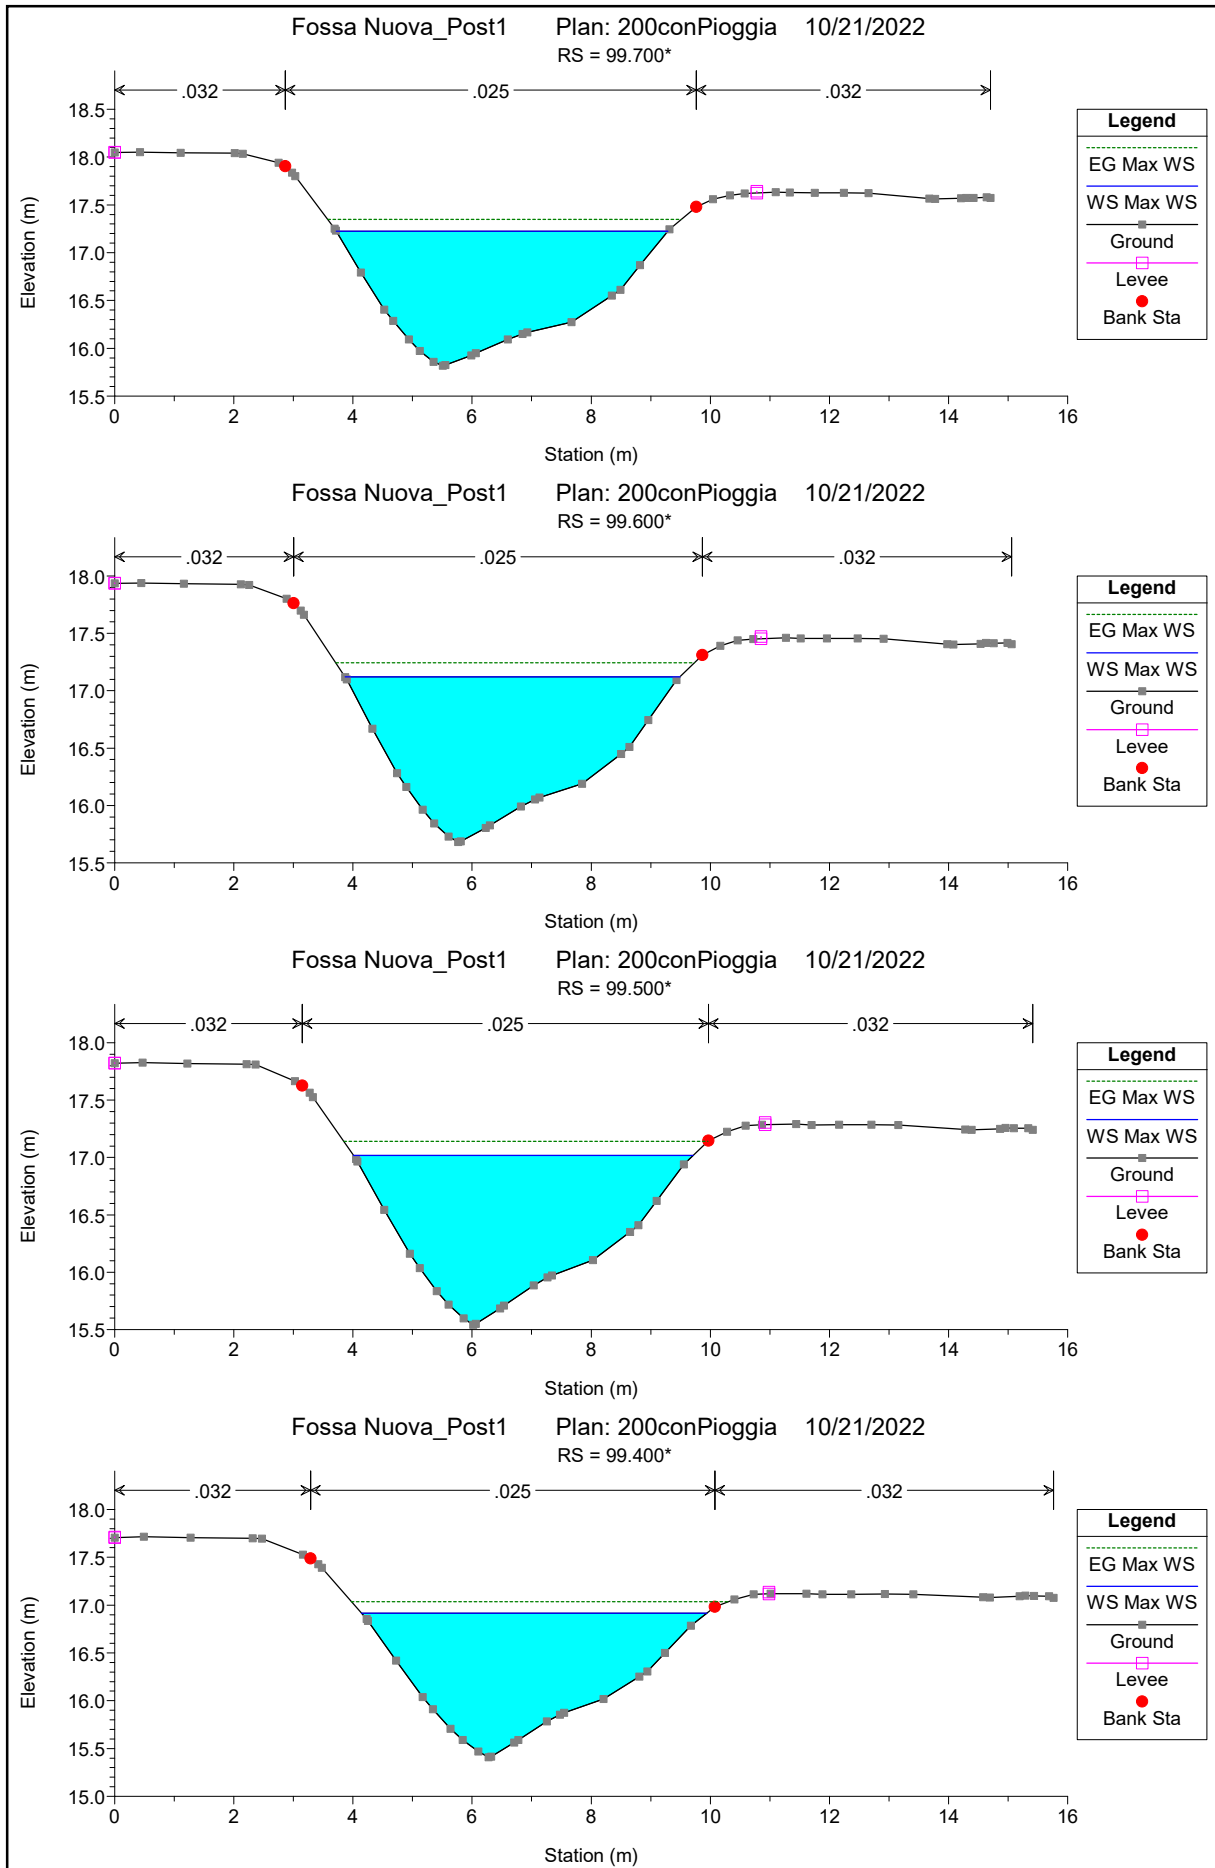 Fossa Nuova_Post1 Plan: 200conPioggia 10/21/2022
RS = 99.700*
.032 .025 .032
18.5
18.0
17.5
17.0
16.5
16.0
15.5
Elevation (m)
0 2 4 6 8 10 12 14 16
Station (m)
Legend
EG Max WS
WS Max WS
Ground
Levee
Bank Sta
Fossa Nuova_Post1 Plan: 200conPioggia 10/21/2022
RS = 99.600*
.032 .025 .032
18.0
17.5
17.0
16.5
16.0
15.5
Elevation (m)
0 2 4 6 8 10 12 14 16
Station (m)
Legend
EG Max WS
WS Max WS
Ground
Levee
Bank Sta
Fossa Nuova_Post1 Plan: 200conPioggia 10/21/2022
RS = 99.500*
.032 .025 .032
18.0
17.5
17.0
16.5
16.0
15.5
Elevation (m)
0 2 4 6 8 10 12 14 16
Station (m)
Legend
EG Max WS
WS Max WS
Ground
Levee
Bank Sta
Fossa Nuova_Post1 Plan: 200conPioggia 10/21/2022
RS = 99.400*
.032 .025 .032
18.0
17.5
17.0
16.5
16.0
15.5
15.0
Elevation (m)
0 2 4 6 8 10 12 14 16
Station (m)
Legend
EG Max WS
WS Max WS
Ground
Levee
Bank Sta